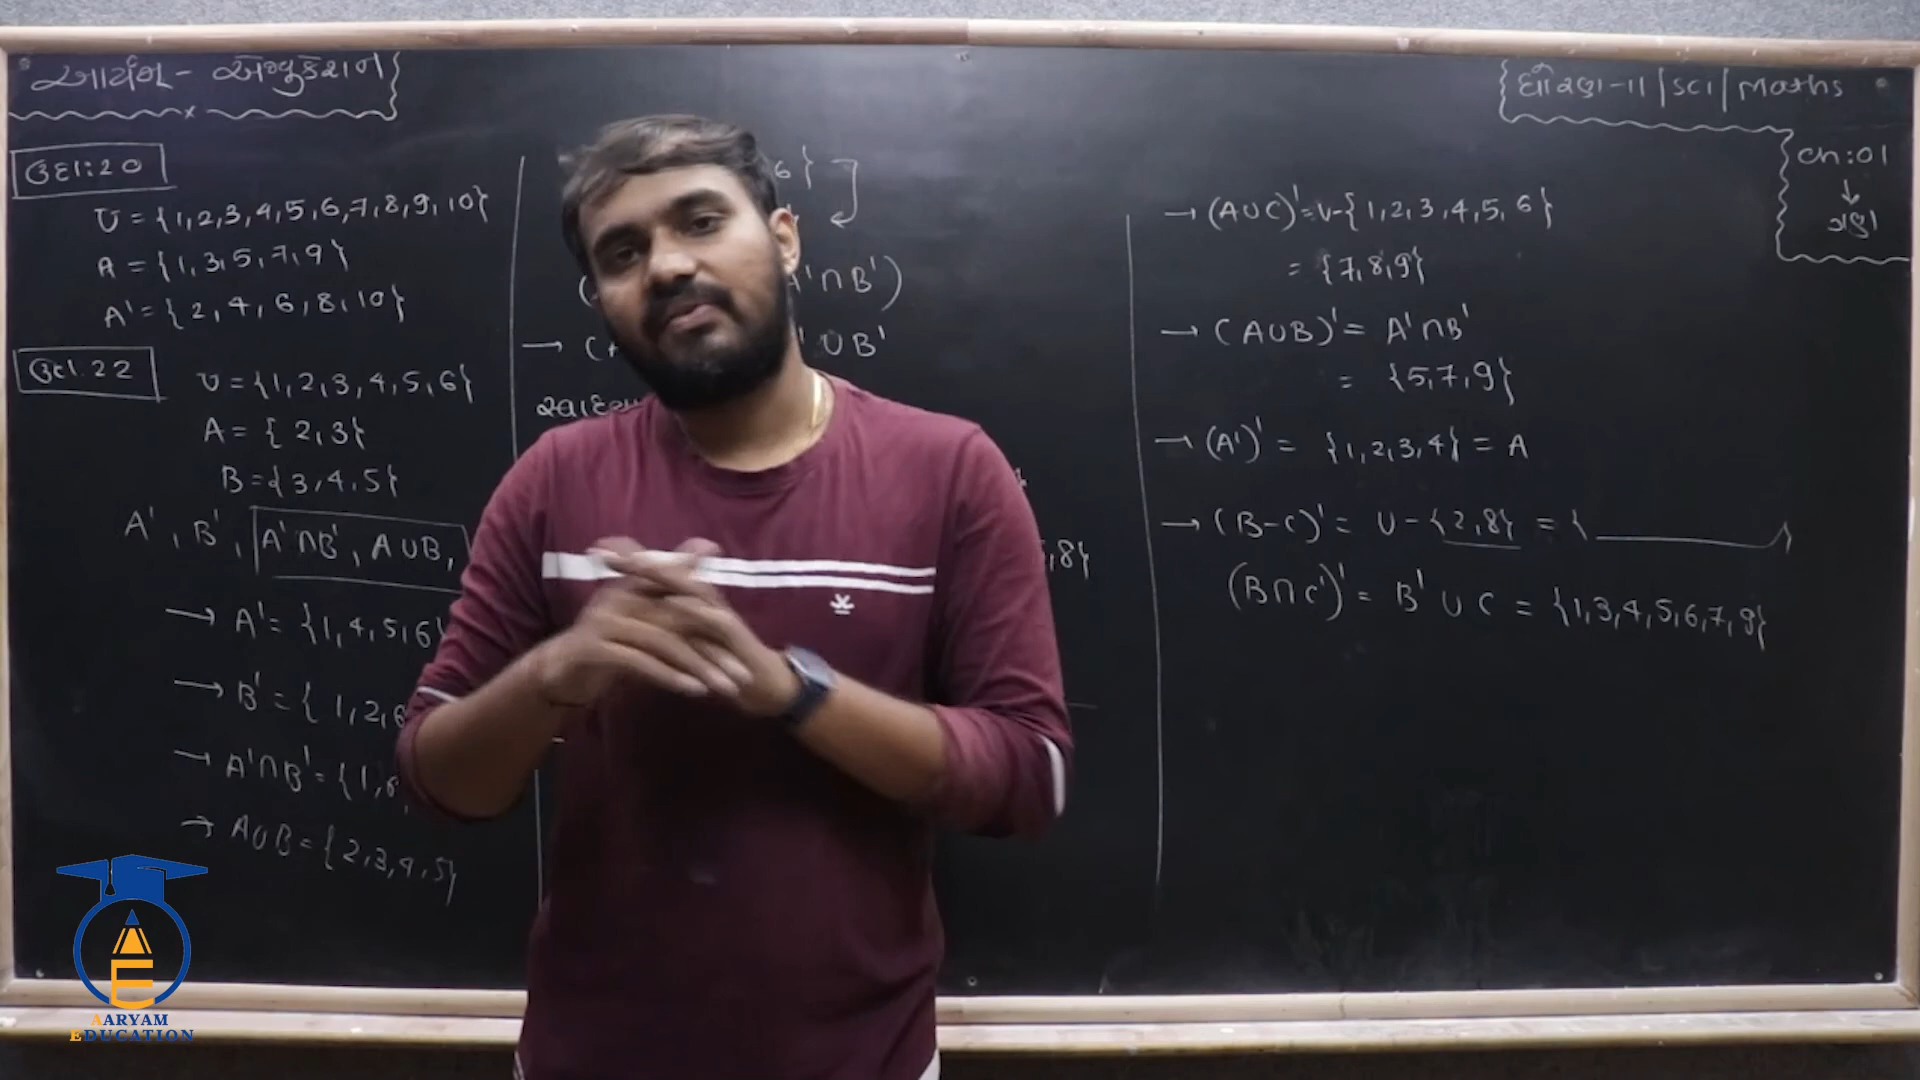 આર્યમ - એજ્યુકેશન
ઉદા:20
U = {1,2,3,4,5,6,7,8,9,10}
A = {1,3,5,7,9}
A' = {2,4,6,8,10}
ઉદા.22
U = {1,2,3,4,5,6}
A = {2,3}
B = {3,4,5}
A', B', A'∩B', A∪B,
→ A' = {1,4,5,6}
→ B' = {1,2,6
→ A'∩B' = {1,6
→ A∪B = {2,3,4,5}
6}
'∩B')
→ (
'∪B'
,8}
→ (A∪C)' = U-{1,2,3,4,5,6}
= {7,8,9}
→ (A∪B)' = A'∩B'
= {5,7,9}
→ (A')' = {1,2,3,4} = A
→ (B-C)' = U-{2,8} = {______}
(B∩C')' = B'∪C = {1,3,4,5,6,7,9}
ધોરણ-11 | SCI | Maths
Ch:01
↓
ગણ
AARYAM
EDUCATION